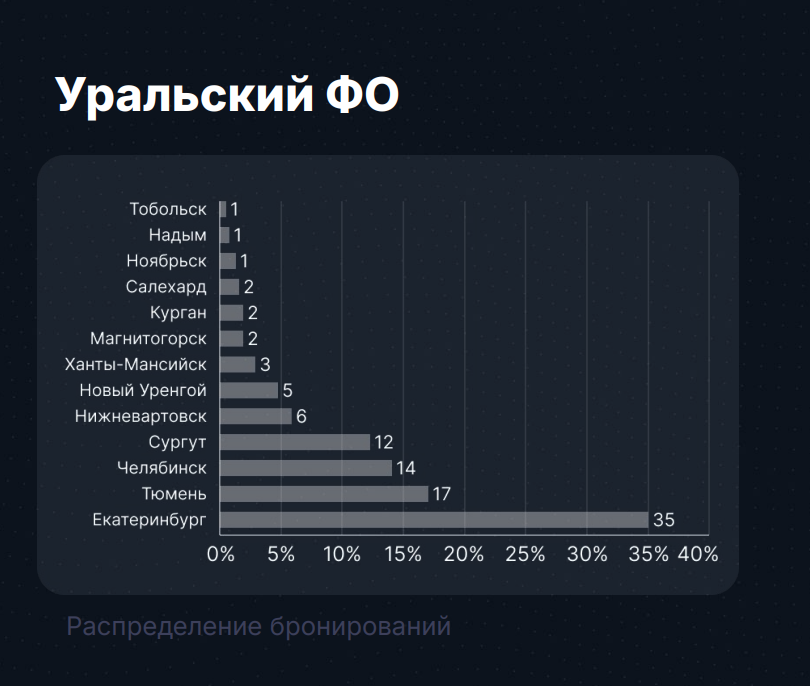 Уральский ФО
Тобольск 1
Надым 1
Ноябрьск 1
Салехард 2
Курган 2
Магнитогорск 2
Ханты-Мансийск 3
Новый Уренгой 5
Нижневартовск 6
Сургут 12
Челябинск 14
Тюмень 17
Екатеринбург 35
0% 5% 10% 15% 20% 25% 30% 35% 40%
Распределение бронирований